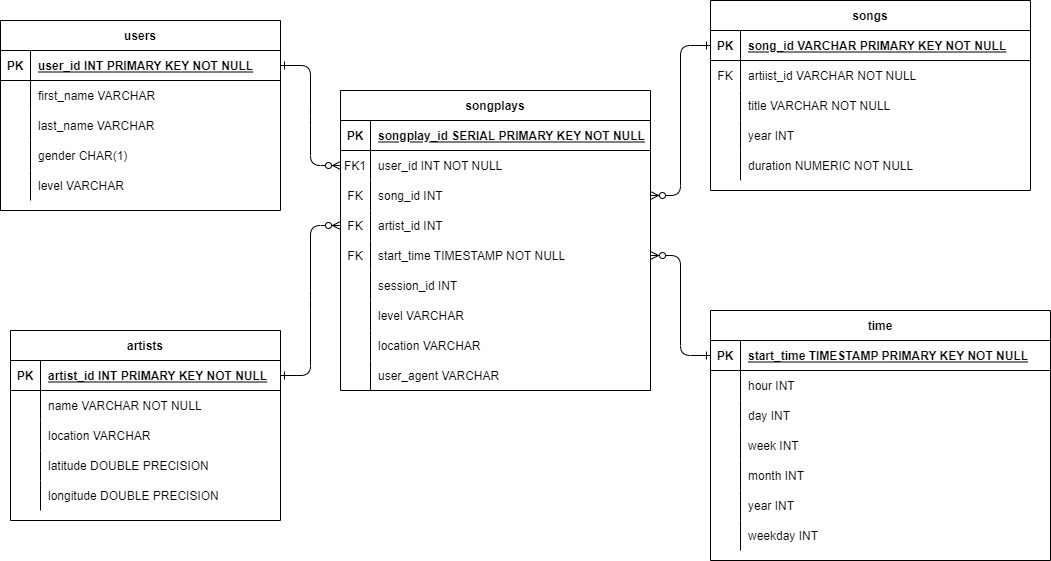 users
PK user_id INT PRIMARY KEY NOT NULL
first_name VARCHAR
last_name VARCHAR
gender CHAR(1)
level VARCHAR
songplays
PK songplay_id SERIAL PRIMARY KEY NOT NULL
FK1 user_id INT NOT NULL
FK song_id INT
FK artist_id INT
FK start_time TIMESTAMP NOT NULL
session_id INT
level VARCHAR
location VARCHAR
user_agent VARCHAR
songs
PK song_id VARCHAR PRIMARY KEY NOT NULL
FK artiist_id VARCHAR NOT NULL
title VARCHAR NOT NULL
year INT
duration NUMERIC NOT NULL
artists
PK artist_id INT PRIMARY KEY NOT NULL
name VARCHAR NOT NULL
location VARCHAR
latitude DOUBLE PRECISION
longitude DOUBLE PRECISION
time
PK start_time TIMESTAMP PRIMARY KEY NOT NULL
hour INT
day INT
week INT
month INT
year INT
weekday INT